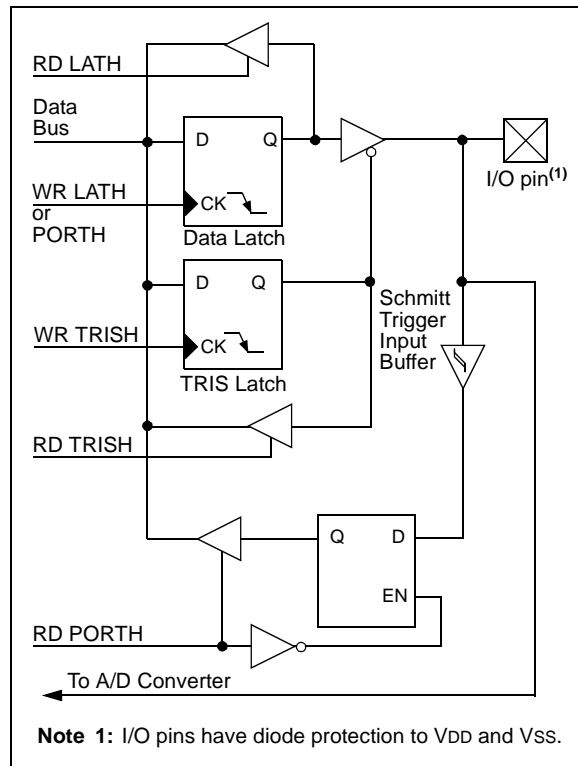 RD LATH
Data
Bus
D
Q
I/O pin(1)
WR LATH
or
PORTH
CK
Data Latch
D
Q
WR TRISH
CK
TRIS Latch
Schmitt
Trigger
Input
Buffer
RD TRISH
Q
D
EN
RD PORTH
To A/D Converter
Note 1: I/O pins have diode protection to VDD and VSS.